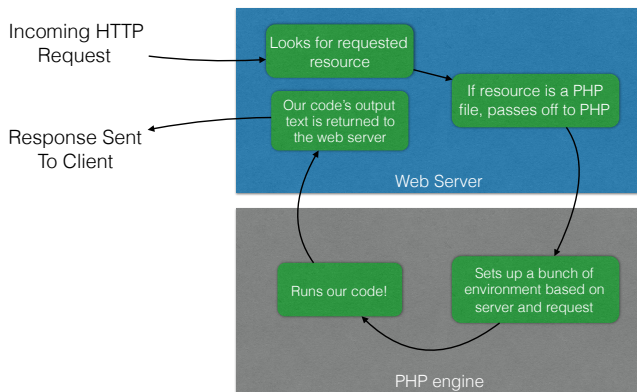 Incoming HTTP
Request
Looks for requested
resource
If resource is a PHP
file, passes off to PHP
Our code's output
text is returned to
the web server
Response Sent
To Client
Web Server
Runs our code!
Sets up a bunch of
environment based on
server and request
PHP engine